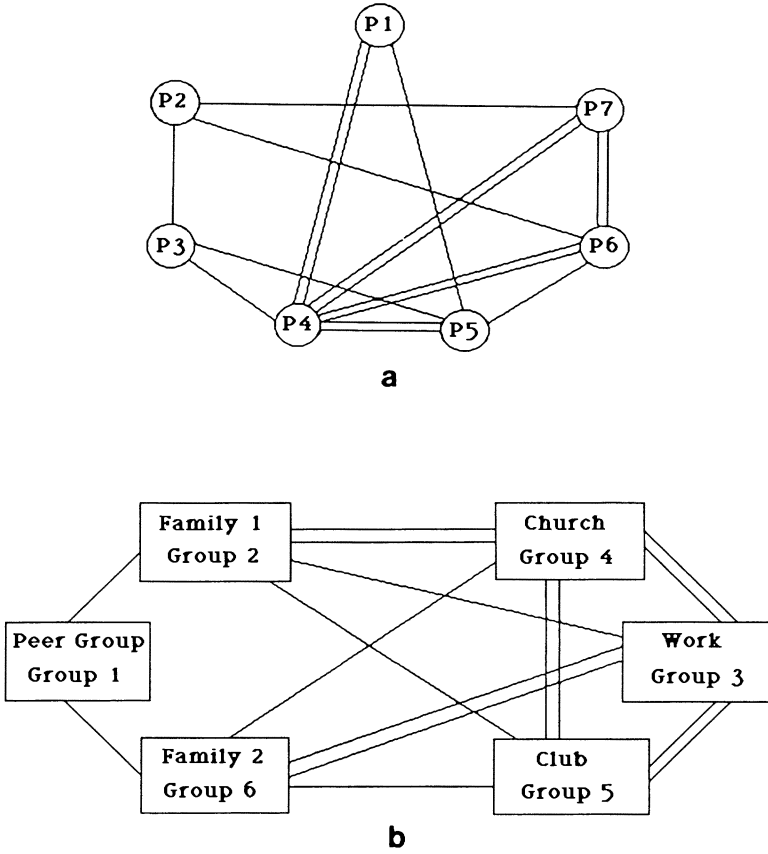 P1
P2
P7
P3
P6
P4
P5
a
Family 1
Group 2
Church
Group 4
Peer Group
Group 1
Work
Group 3
Family 2
Group 6
Club
Group 5
b